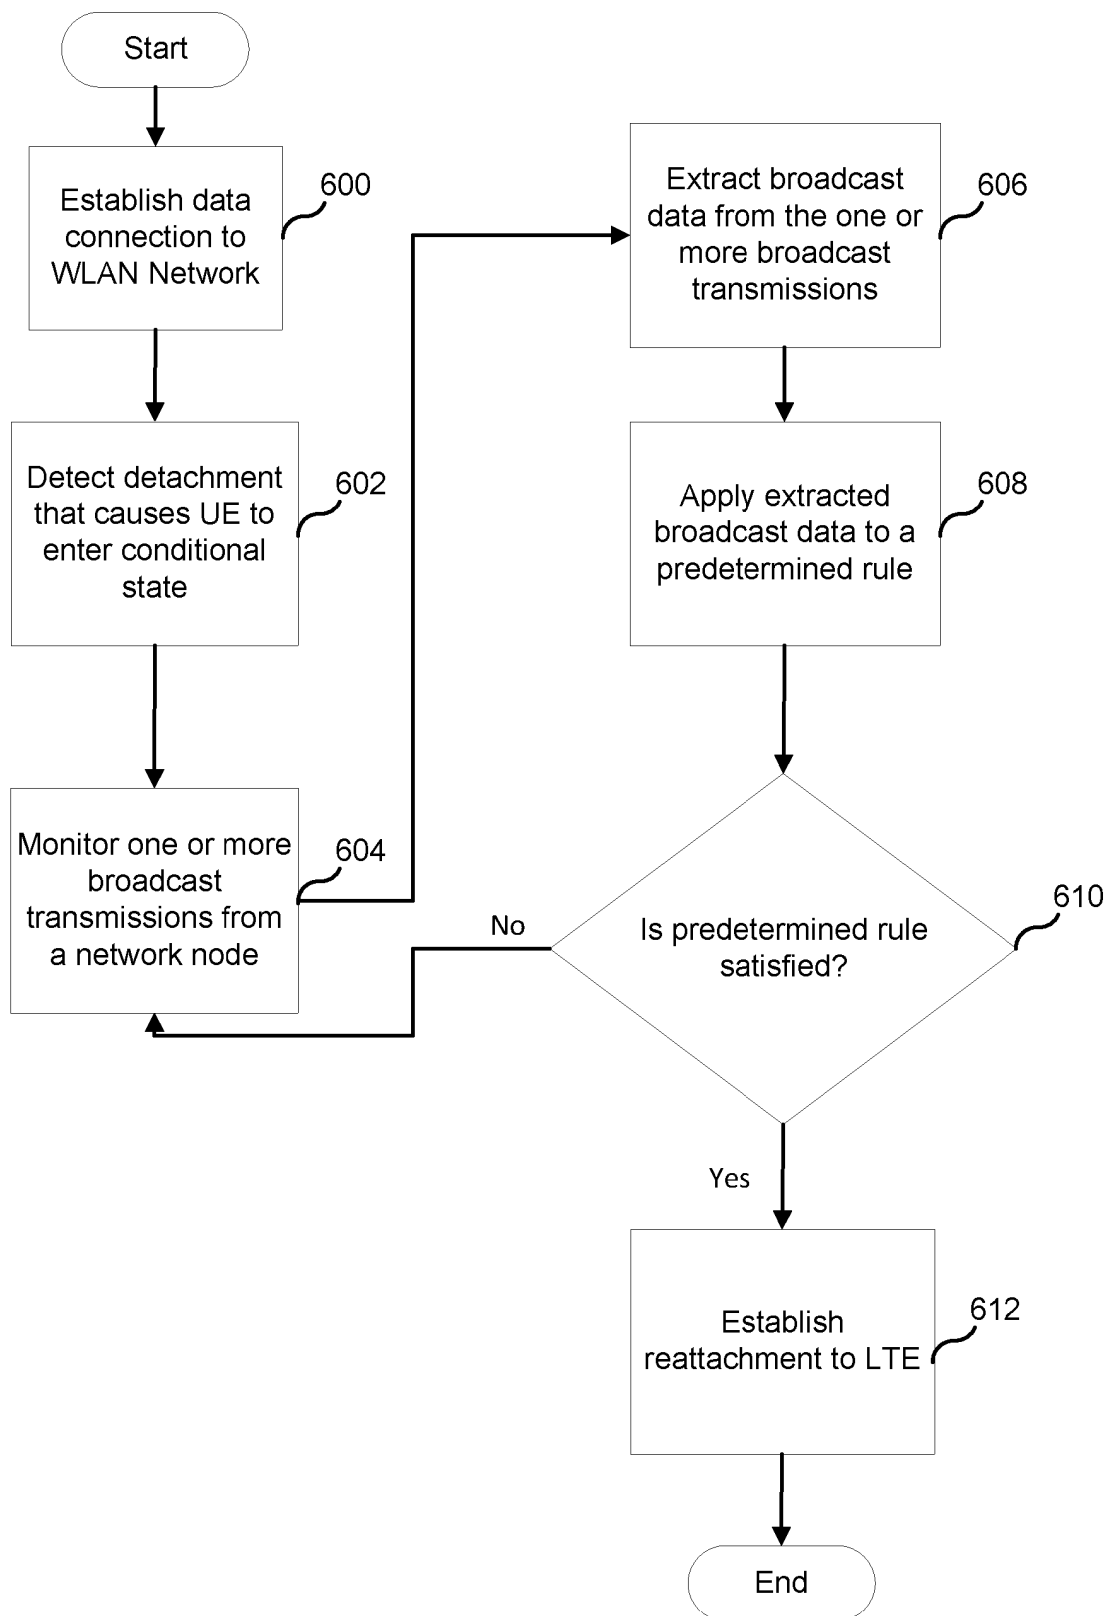 Start
Establish data
connection to
WLAN Network
600
Detect detachment
that causes UE to
enter conditional
state
602
Monitor one or more
broadcast
transmissions from
a network node
604
Extract broadcast
data from the one or
more broadcast
transmissions
606
Apply extracted
broadcast data to a
predetermined rule
608
Is predetermined rule
satisfied?
610
No
Yes
Establish
reattachment to LTE
612
End